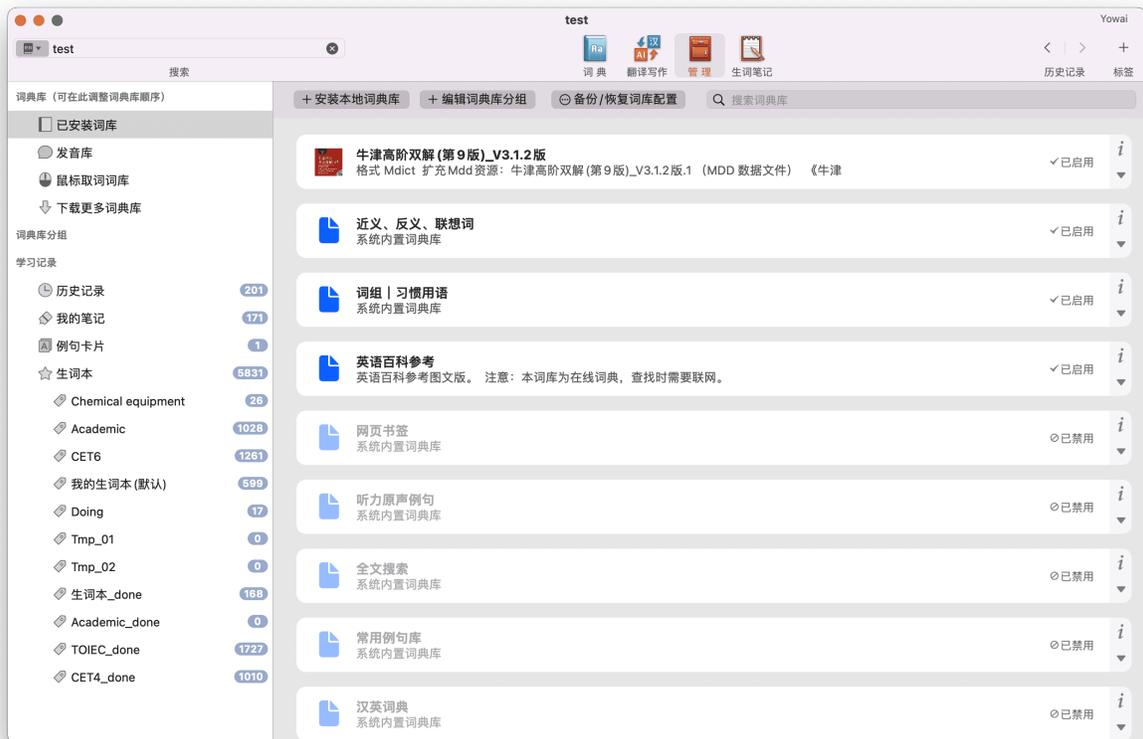 test
Yowai
test
搜索
词 典
翻译写作
管 理
生词笔记
历史记录
标签
词典库（可在此调整词典库顺序）
已安装词库
发音库
鼠标取词词库
下载更多词典库
词典库分组
学习记录
历史记录 201
我的笔记 171
例句卡片 1
生词本 5831
Chemical equipment 26
Academic 1028
CET6 1261
我的生词本(默认) 599
Doing 17
Tmp_01 0
Tmp_02 0
生词本_done 168
Academic_done 0
TOIEC_done 1727
CET4_done 1010
+ 安装本地词典库
+ 编辑词典库分组
备份/恢复词库配置
搜索词典库
牛津高阶双解(第9版)_V3.1.2版
格式 Mdict 扩充Mdd资源：牛津高阶双解(第9版)_V3.1.2版.1 （MDD 数据文件） 《牛津
✓已启用
近义、反义、联想词
系统内置词典库
✓已启用
词组｜习惯用语
系统内置词典库
✓已启用
英语百科参考
英语百科参考图文版。 注意：本词库为在线词典，查找时需要联网。
✓已启用
网页书签
系统内置词典库
已禁用
听力原声例句
系统内置词典库
已禁用
全文搜索
系统内置词典库
已禁用
常用例句库
系统内置词典库
已禁用
汉英词典
系统内置词典库
已禁用